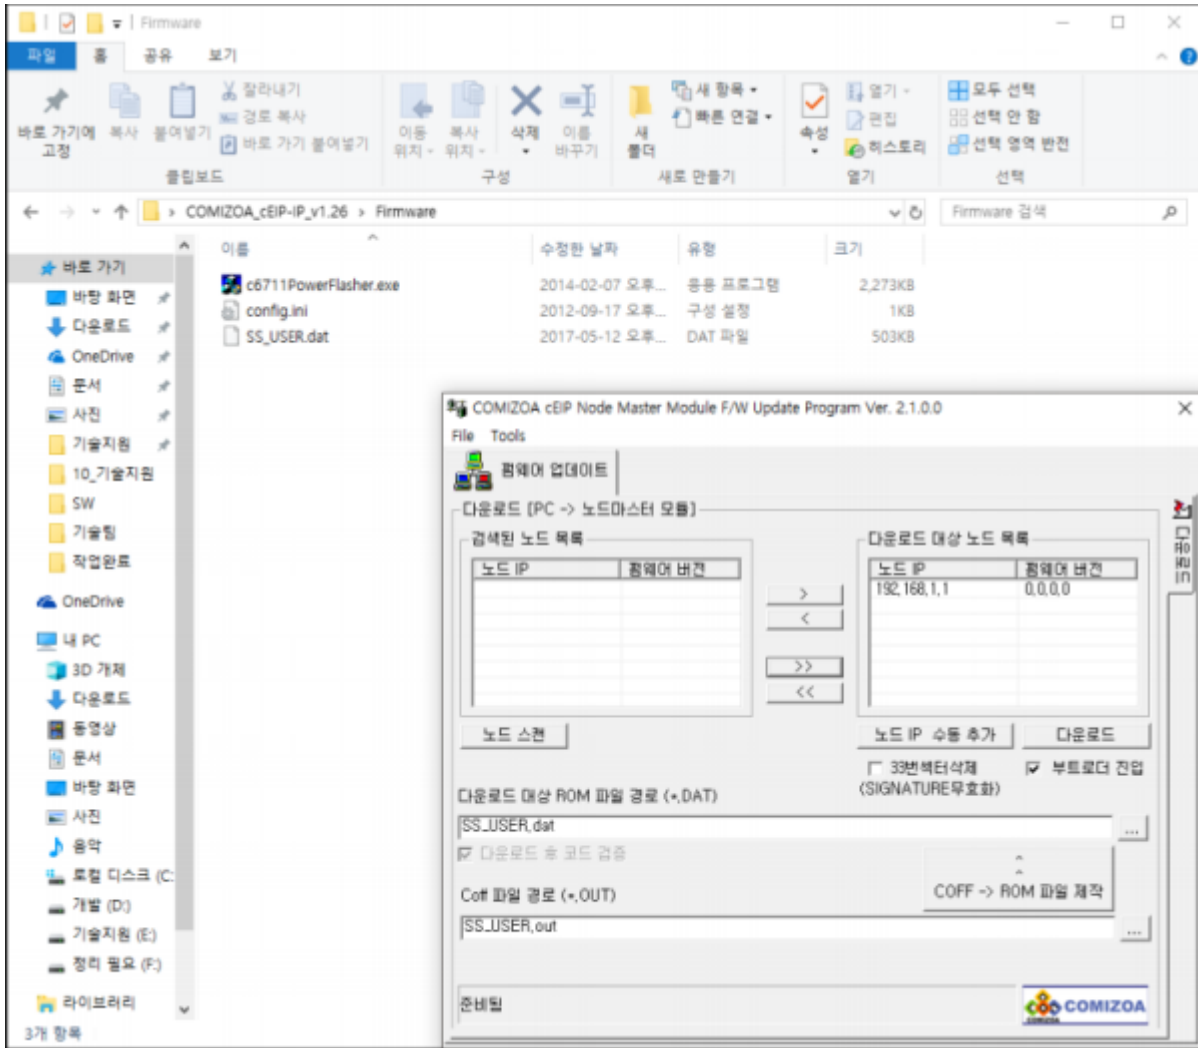 Firmware
파일 홈 공유 보기
바로 가기에 고정
복사
붙여넣기
잘라내기
경로 복사
바로 가기 붙여넣기
클립보드
이동 위치
복사 위치
삭제
이름 바꾸기
구성
새 폴더
새 항목
빠른 연결
새로 만들기
속성
열기
편집
히스토리
열기
모두 선택
선택 안 함
선택 영역 반전
선택
COMIZOA_cEIP-IP_v1.26 > Firmware
Firmware 검색
이름 수정한 날짜 유형 크기
c6711PowerFlasher.exe 2014-02-07 오후... 응용 프로그램 2,273KB
config.ini 2012-09-17 오후... 구성 설정 1KB
SS_USER.dat 2017-05-12 오후... DAT 파일 503KB
바로 가기
바탕 화면
다운로드
OneDrive
문서
사진
기술지원
10_기술지원
SW
기술팀
작업완료
OneDrive
내 PC
3D 개체
다운로드
동영상
문서
바탕 화면
사진
음악
로컬 디스크 (C:
개발 (D:)
기술지원 (E:)
정리 필요 (F:)
라이브러리
3개 항목
COMIZOA cEIP Node Master Module F/W Update Program Ver. 2.1.0.0
File Tools
펌웨어 업데이트
다운로드 [PC -> 노드마스터 모듈]
검색된 노드 목록
노드 IP 펌웨어 버전
>
<
>>
<<
다운로드 대상 노드 목록
노드 IP 펌웨어 버전
192,168,1,1 0,0,0,0
노드 스캔
노드 IP 수동 추가
다운로드
33번섹터삭제
(SIGNATURE무효화)
부트로더 진입
다운로드 대상 ROM 파일 경로 (*.DAT)
SS_USER.dat
...
다운로드 후 코드 검증
COFF -> ROM 파일 제작
Coff 파일 경로 (*.OUT)
SS_USER.out
...
준비됨
COMIZOA